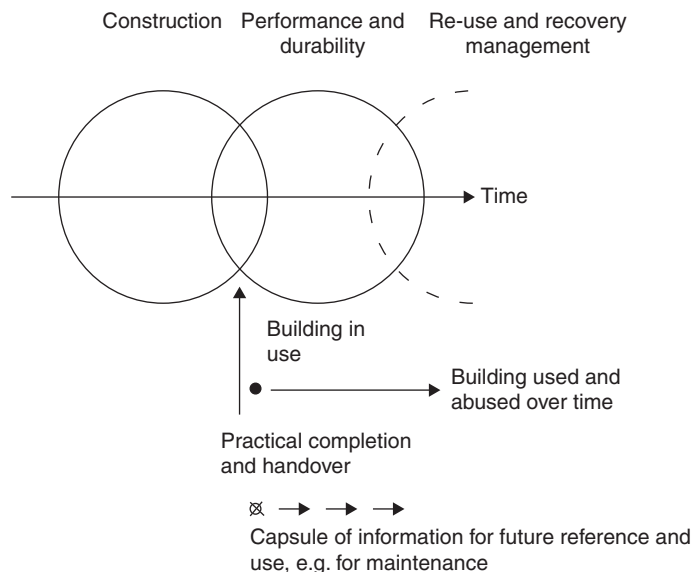 Construction
Performance and
durability
Re-use and recovery
management
Time
Building in
use
Building used and
abused over time
Practical completion
and handover
Capsule of information for future reference and
use, e.g. for maintenance